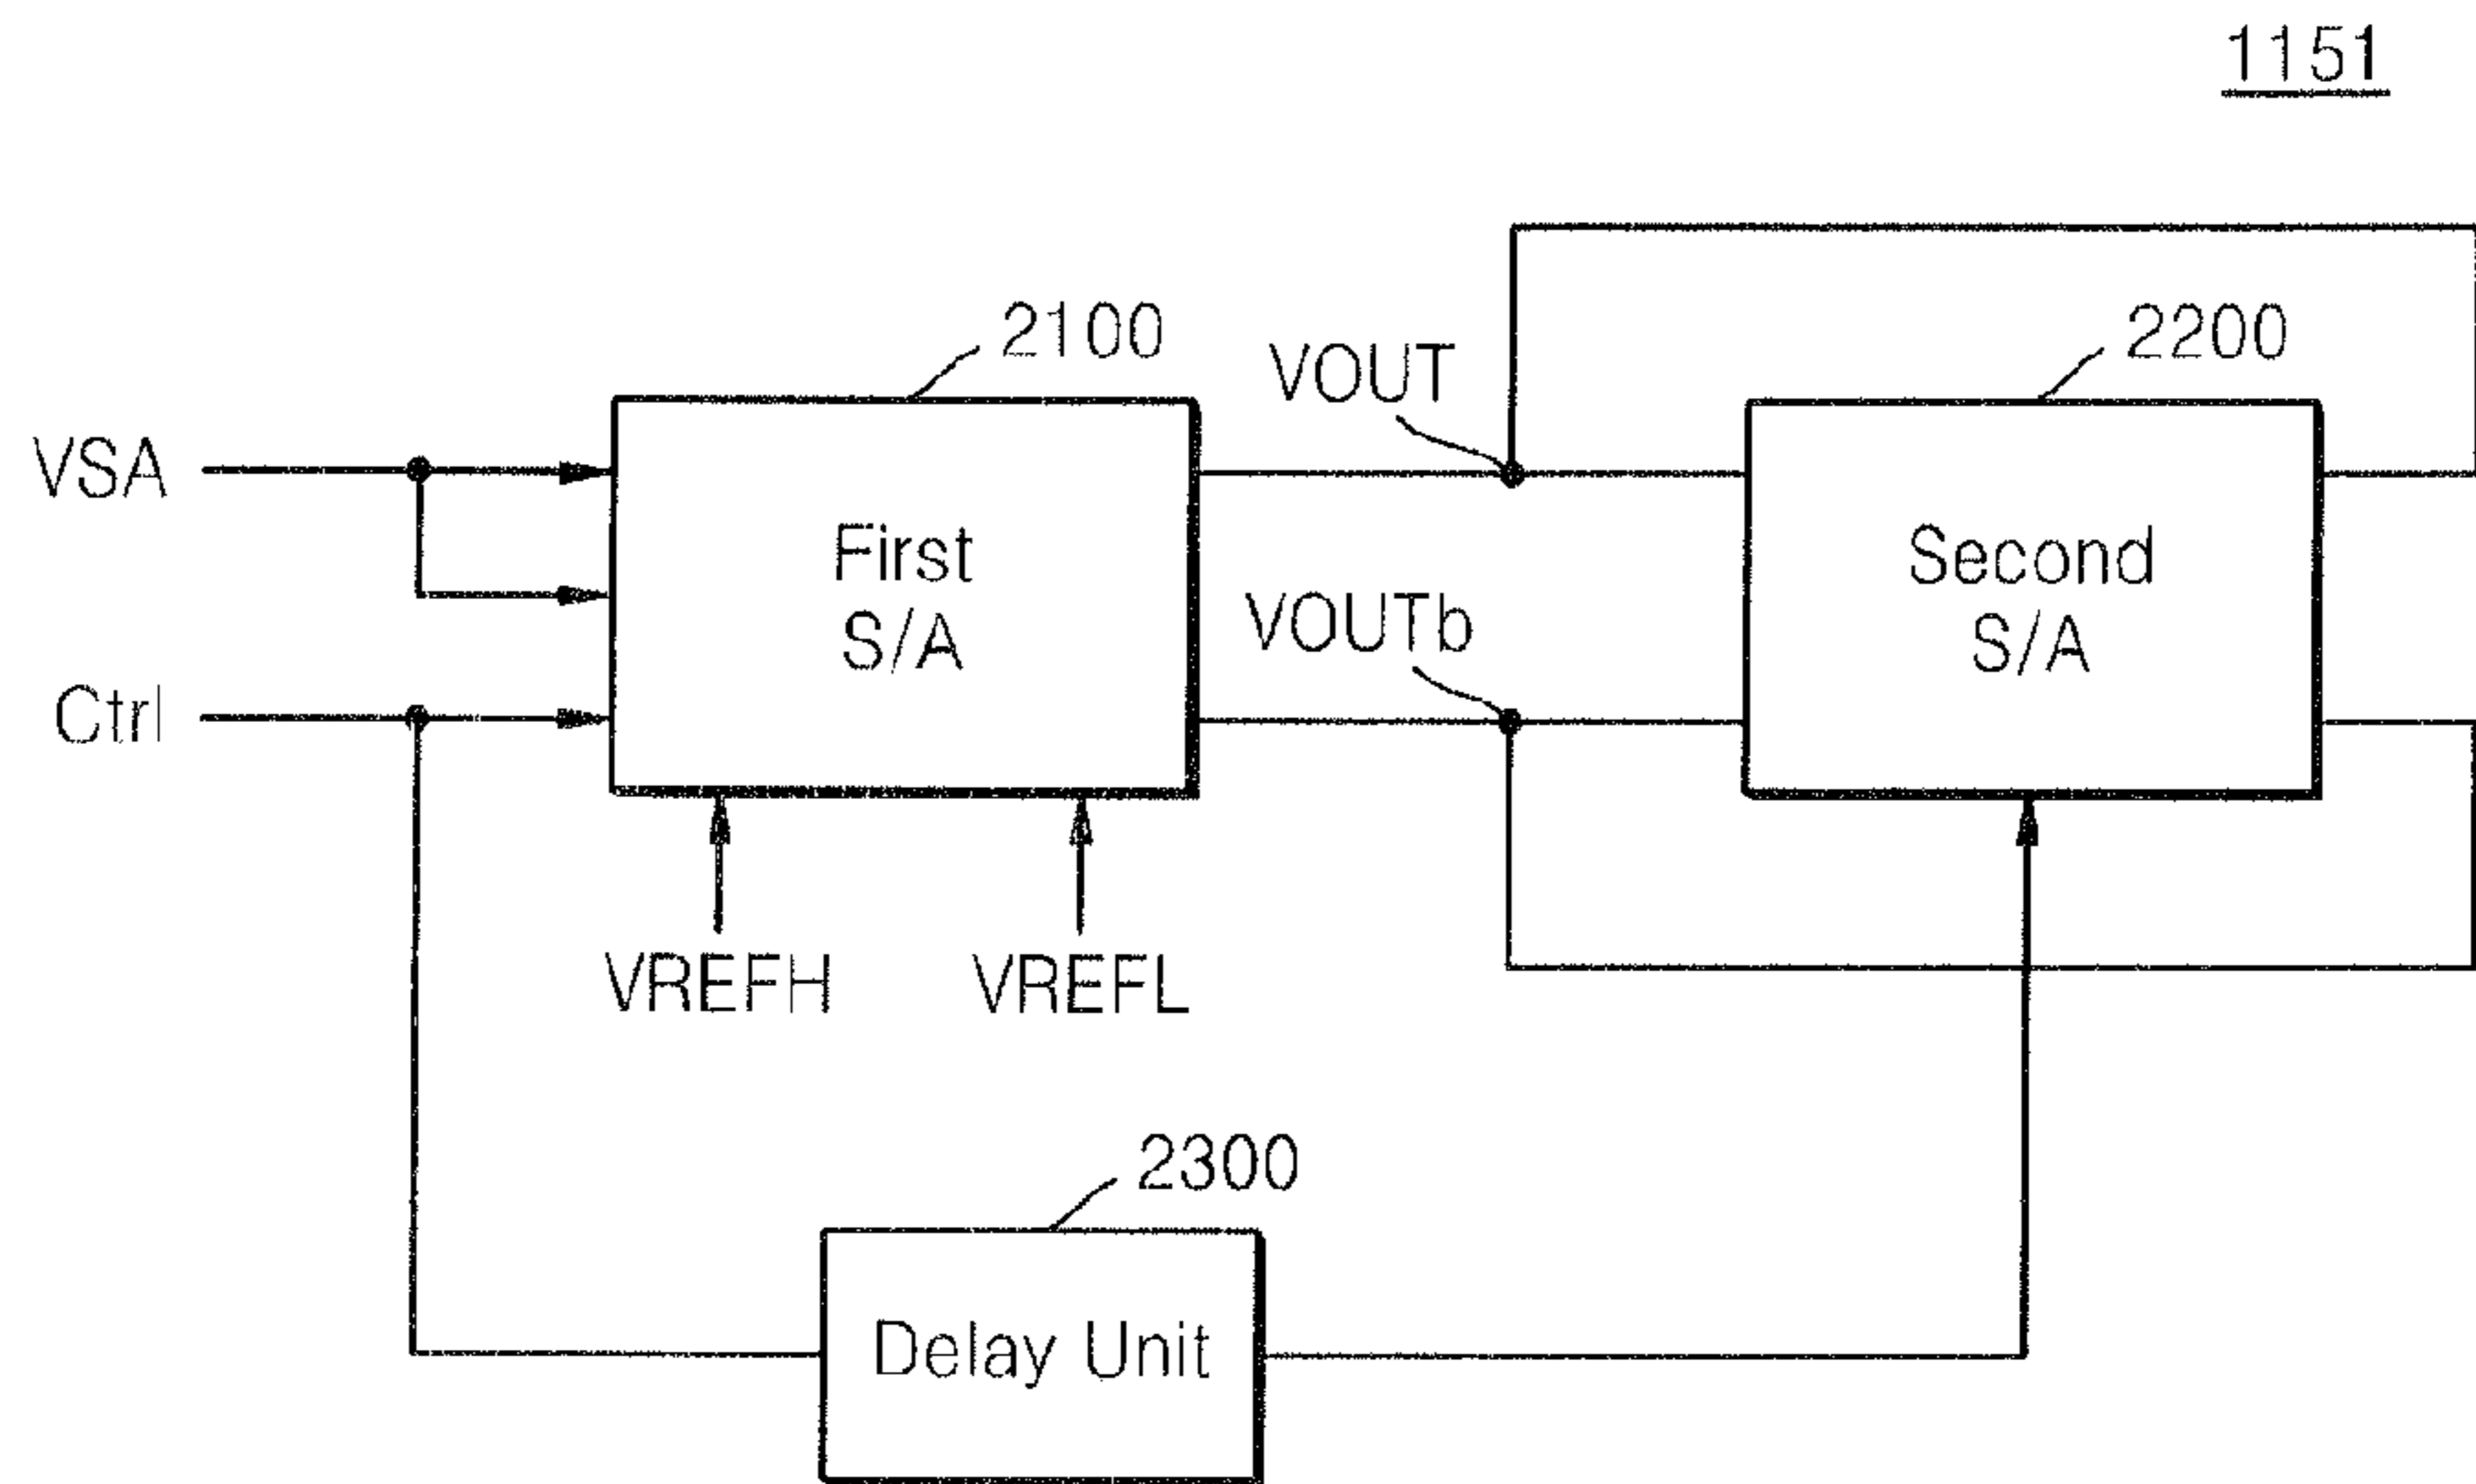 1151
2100
2200
VOUT
VSA
First
S/A
Second
S/A
VOUTb
Ctrl
VREFH
VREFL
2300
Delay Unit